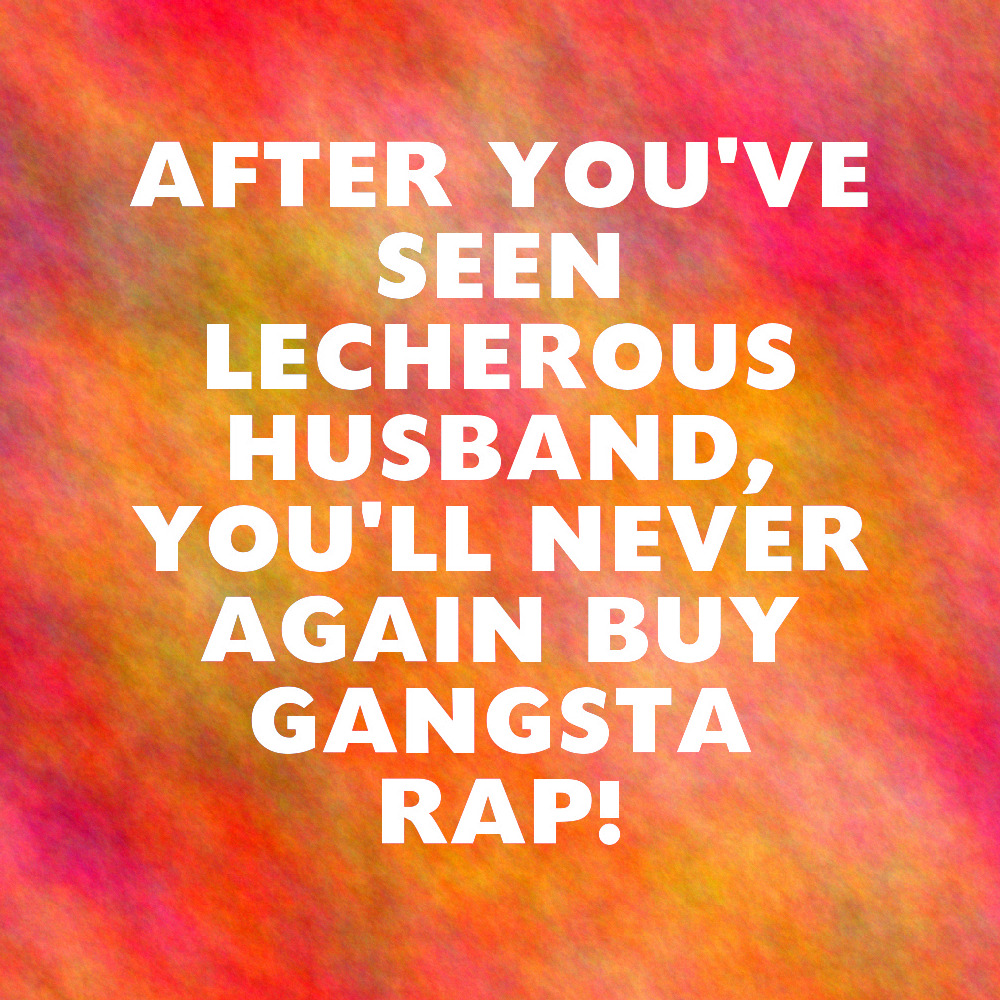 AFTER YOU'VE
SEEN
LECHEROUS
HUSBAND,
YOU'LL NEVER
AGAIN BUY
GANGSTA
RAP!